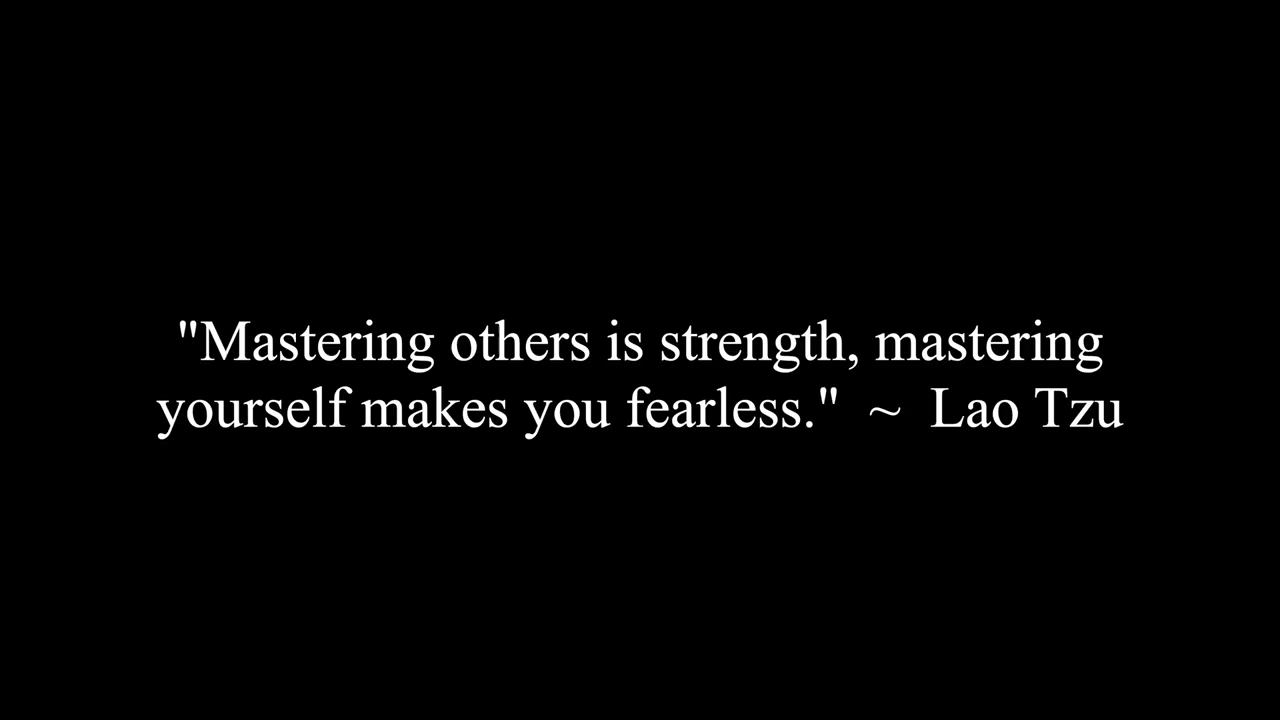 "Mastering others is strength, mastering
yourself makes you fearless."  ~  Lao Tzu